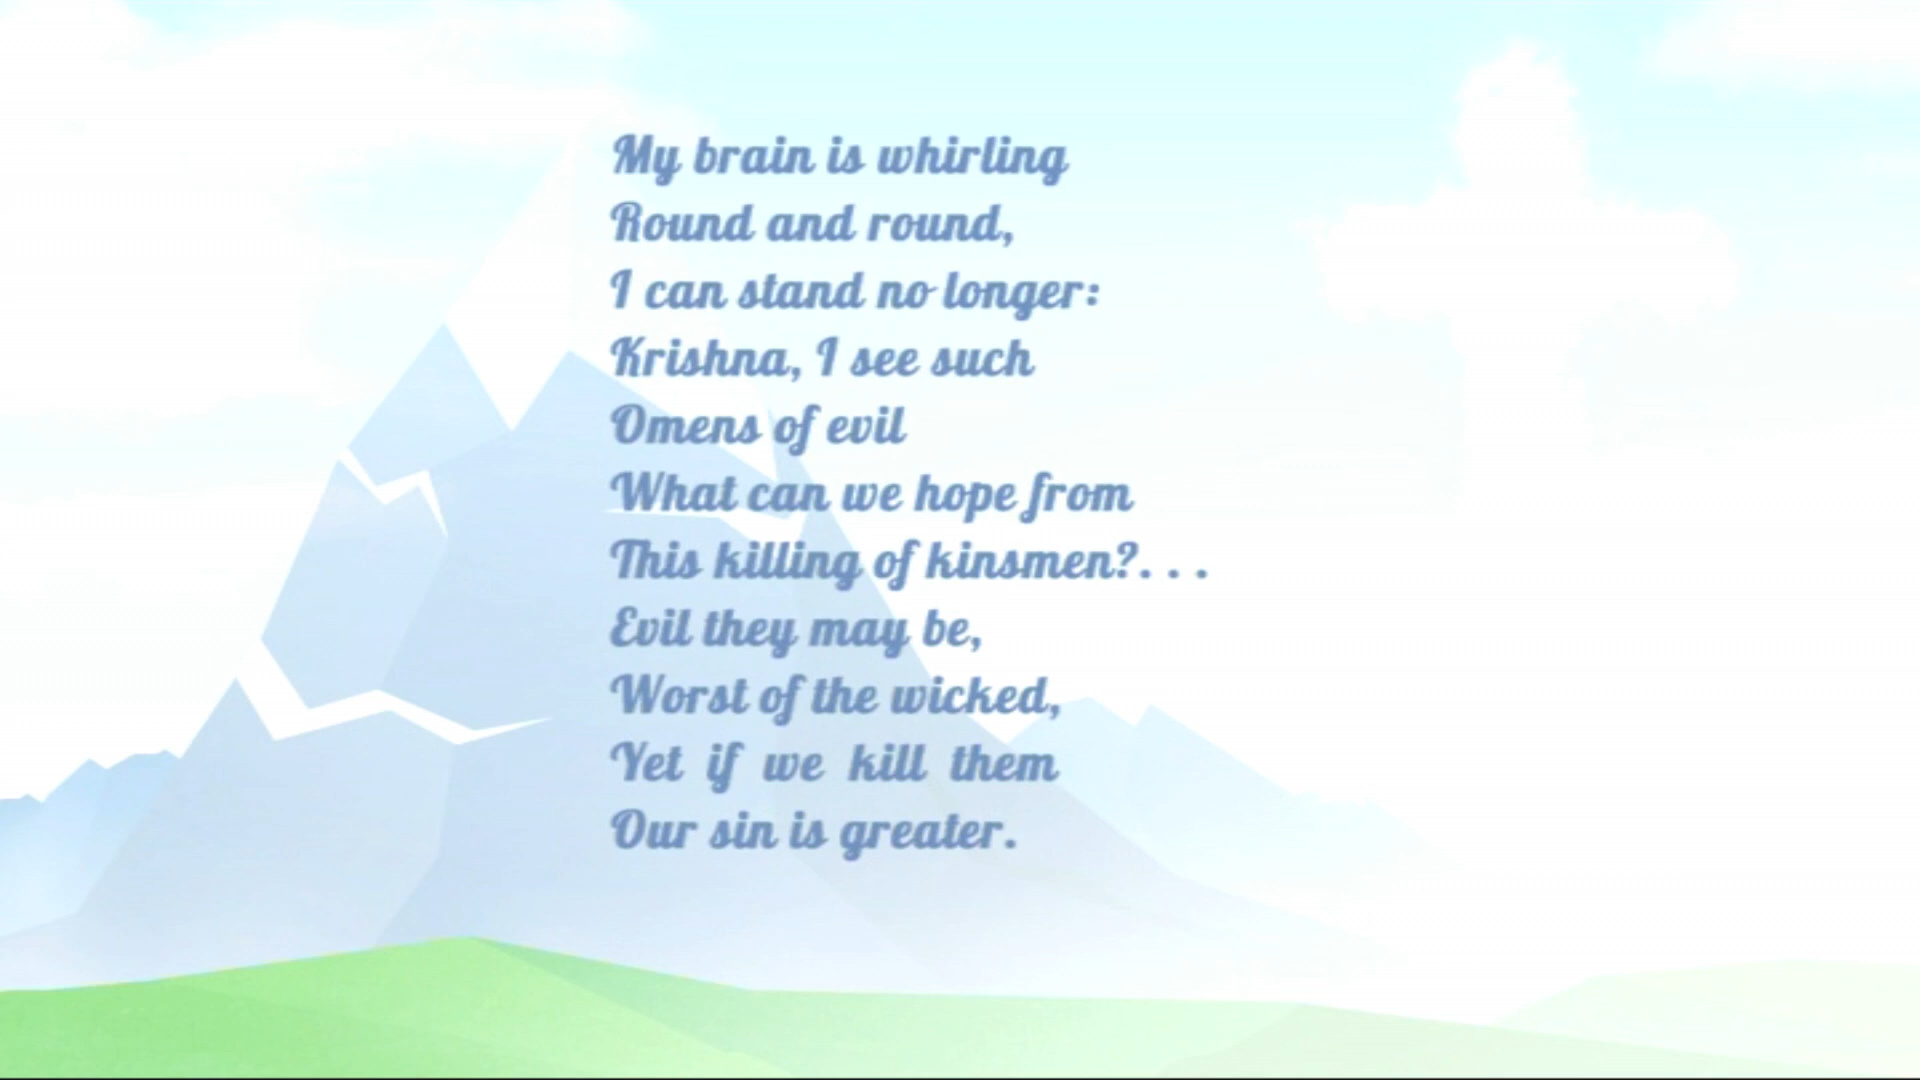 My brain is whirling
Round and round,
I can stand no longer:
Krishna, I see such
Omens of evil
What can we hope from
This killing of kinsmen?. . .
Evil they may be,
Worst of the wicked,
Yet if we kill them
Our sin is greater.